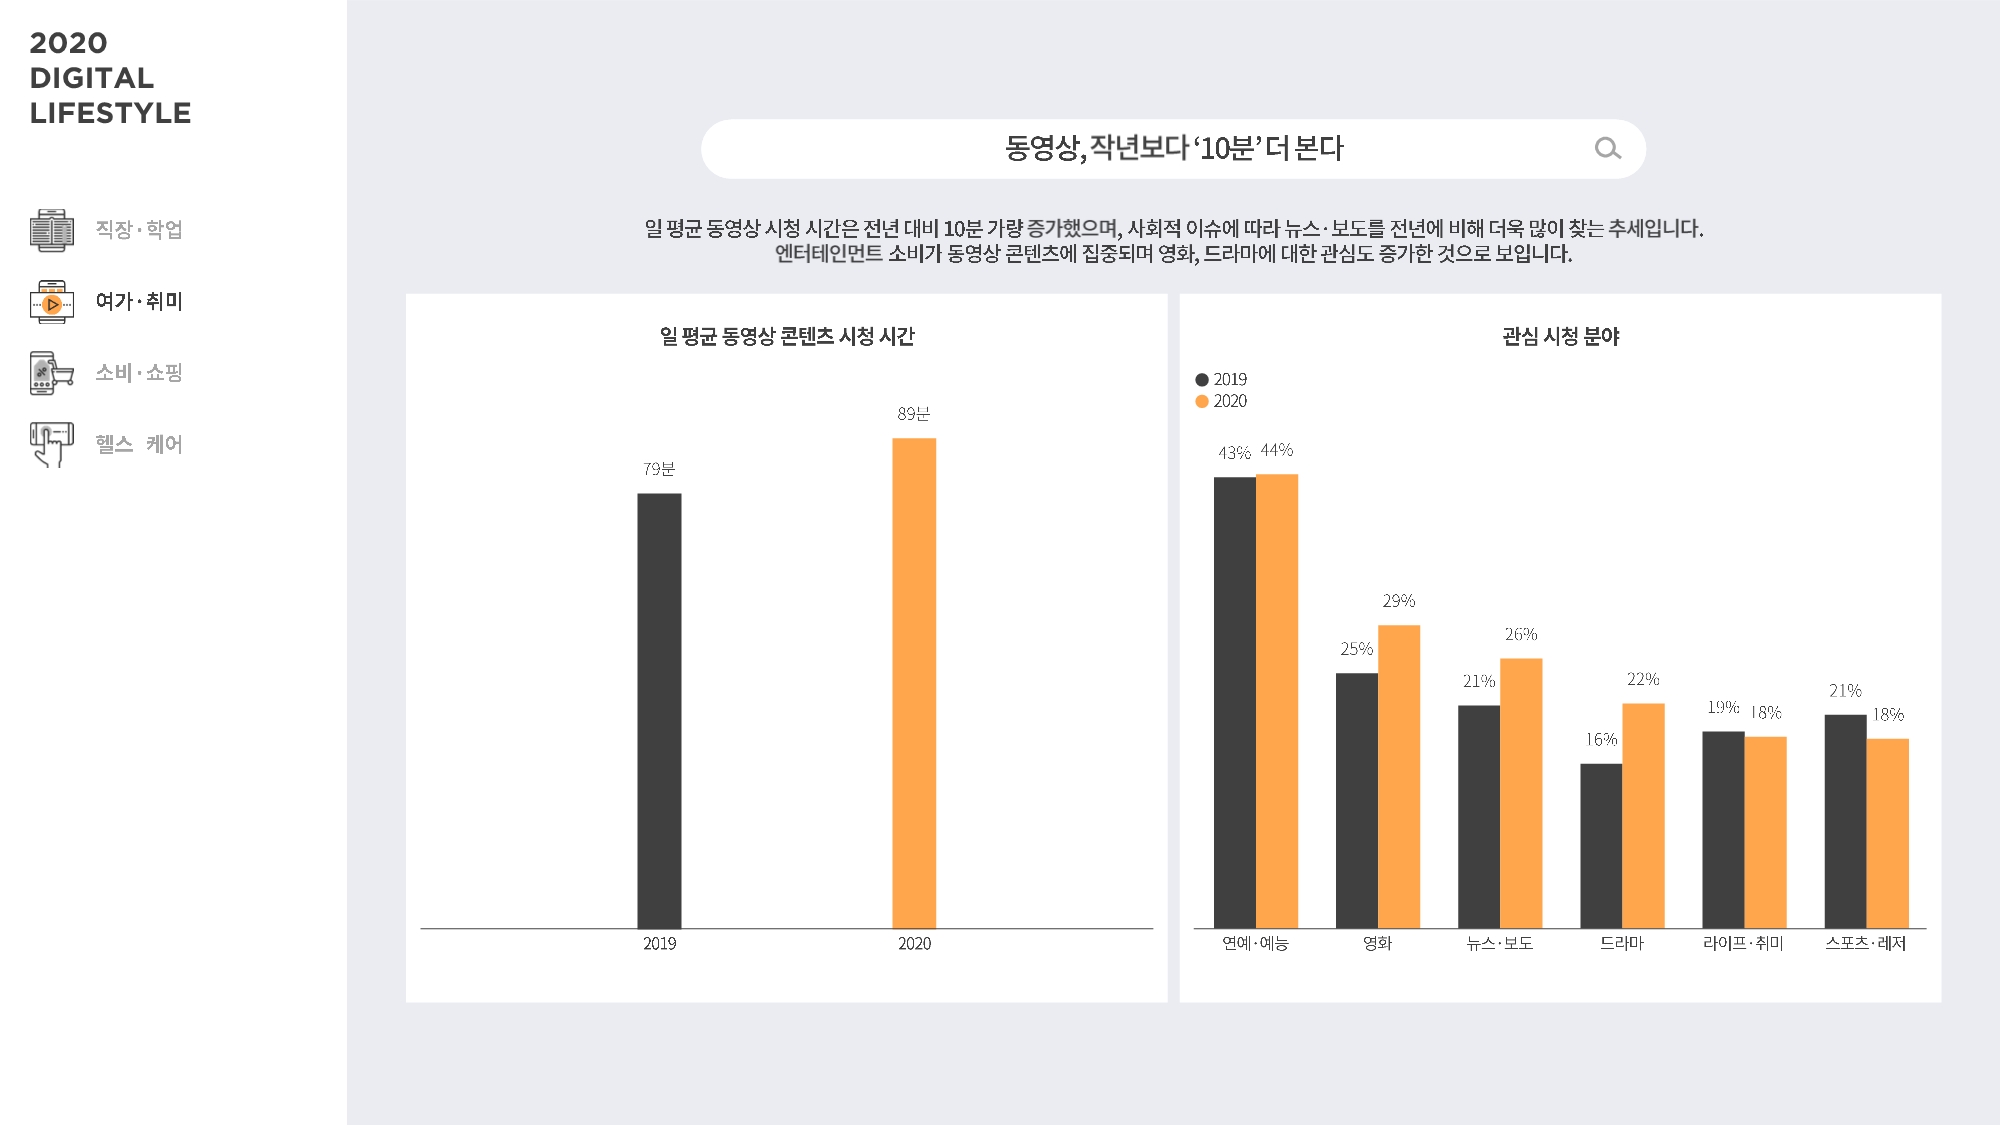 2020
DIGITAL
LIFESTYLE
직장·학업
여가·취미
소비·쇼핑
헬스 케어
동영상, 작년보다 ‘10분’ 더 본다
일 평균 동영상 시청 시간은 전년 대비 10분 가량 증가했으며, 사회적 이슈에 따라 뉴스·보도를 전년에 비해 더욱 많이 찾는 추세입니다.
엔터테인먼트 소비가 동영상 콘텐츠에 집중되며 영화, 드라마에 대한 관심도 증가한 것으로 보입니다.
일 평균 동영상 콘텐츠 시청 시간
79분
89분
2019
2020
관심 시청 분야
2019
2020
43% 44%
25% 29%
21% 26%
16% 22%
19% 18%
21% 18%
연예·예능
영화
뉴스·보도
드라마
라이프·취미
스포츠·레저